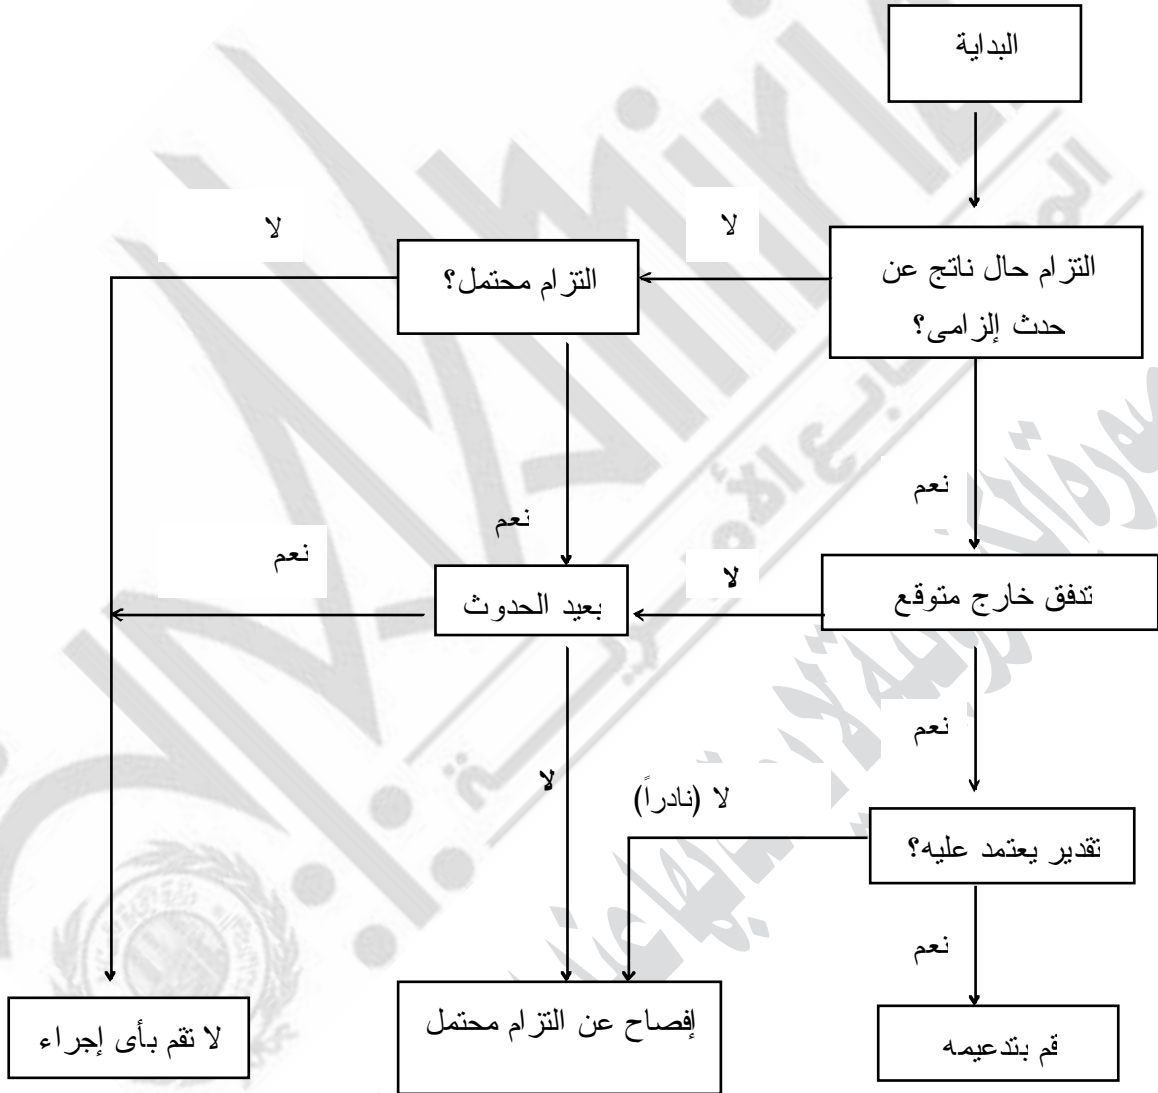 البداية
لا
لا
التزام حال ناتج عن
حدث إلزامى؟
التزام محتمل؟
نعم
نعم
نعم
لا
تدفق خارج متوقع
بعيد الحدوث
نعم
لا
لا (نادراً)
تقدير يعتمد عليه؟
نعم
إفصاح عن التزام محتمل
لا تقم بأى إجراء
قم بتدعيمه